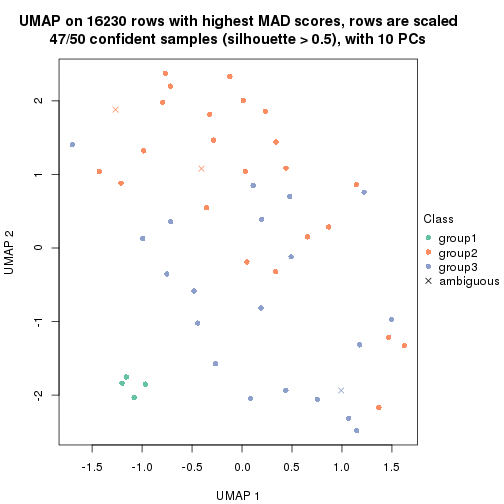 UMAP on 16230 rows with highest MAD scores, rows are scaled
47/50 confident samples (silhouette > 0.5), with 10 PCs
2
1
0
-1
-2
UMAP 2
-1.5
-1.0
-0.5
0.0
0.5
1.0
1.5
UMAP 1
Class
group1
group2
group3
ambiguous